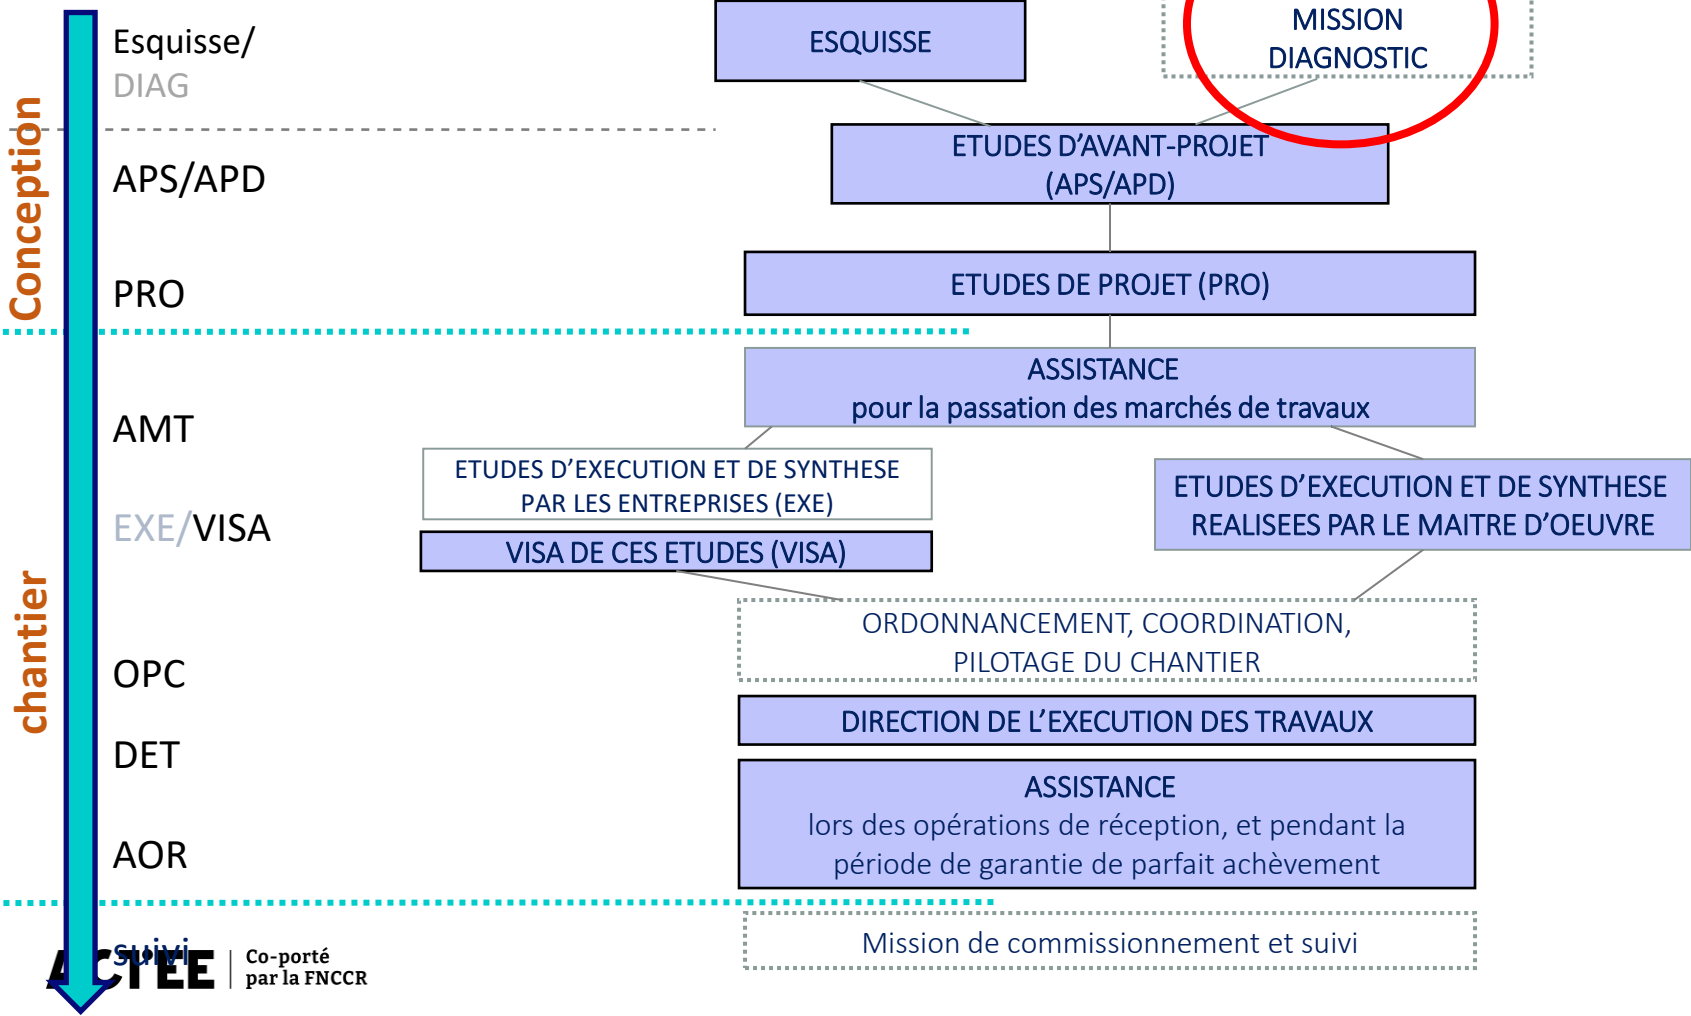 Esquisse/
DIAG
ESQUISSE
MISSION
DIAGNOSTIC
Conception
APS/APD
ETUDES D’AVANT-PROJET
(APS/APD)
PRO
ETUDES DE PROJET (PRO)
ASSISTANCE
pour la passation des marchés de travaux
AMT
ETUDES D’EXECUTION ET DE SYNTHESE
PAR LES ENTREPRISES (EXE)
ETUDES D’EXECUTION ET DE SYNTHESE
REALISEES PAR LE MAITRE D’OEUVRE
EXE/VISA
VISA DE CES ETUDES (VISA)
chantier
ORDONNANCEMENT, COORDINATION,
PILOTAGE DU CHANTIER
OPC
DIRECTION DE L’EXECUTION DES TRAVAUX
DET
ASSISTANCE
lors des opérations de réception, et pendant la
période de garantie de parfait achèvement
AOR
Mission de commissionnement et suivi
suivi
ACTEE
Co-porté
par la FNCCR